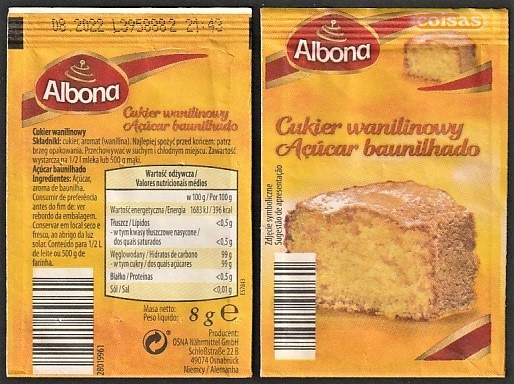 08.2022 L395088 2 21:43
Albona
Cukier wanilinowy
Açúcar baunilhado
Cukier wanilinowy
Składniki: cukier, aromat (wanilina). Najlepiej spożyć przed końcem: patrz
brzeg opakowania. Przechowywać w suchym i chłodnym miejscu. Zawartość
wystarcza na 1/2 l mleka lub 500 g mąki.
Açúcar baunilhado
Ingredientes: Açúcar,
aroma de baunilha.
Consumir de preferência
antes do fim de: ver
rebordo da embalagem.
Conservar em local seco e
fresco, ao abrigo da luz
solar. Conteúdo para 1/2 L
de leite ou 500 g de
farinha.
Wartość odżywcza /
Valores nutricionais médios
w 100 g / Por 100 g
Wartość energetyczna / Energia 1683 kJ / 396 kcal
Tłuszcz / Lípidos <0,5 g
- w tym kwasy tłuszczowe nasycone /
- dos quais saturados <0,5 g
Węglowodany / Hidratos de carbono 99 g
- w tym cukry / dos quais açúcares 99 g
Białko / Proteínas <0,5 g
Sól / Sal <0,01 g
Masa netto:
Peso líquido: 8 g e
Producent:
OSNA Nährmittel GmbH
Schloßstraße 22 B
49074 Osnabrück
Niemcy / Alemanha
28019961
coisas
Albona
Cukier wanilinowy
Açúcar baunilhado
Zdjęcie symboliczne
Sugestão de apresentação